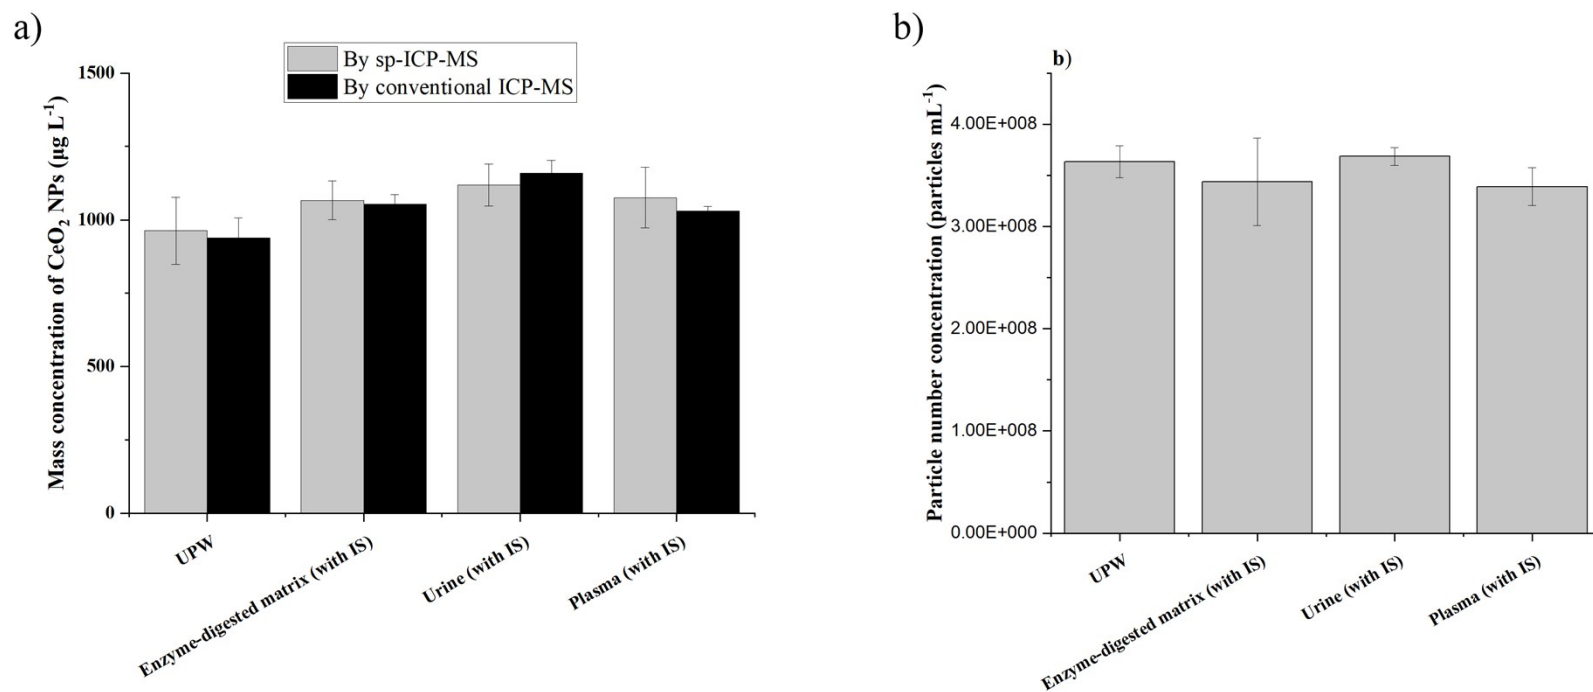 a)
By sp-ICP-MS
By conventional ICP-MS
Mass concentration of CeO₂ NPs (µg L⁻¹)
1500
1000
500
0
UPW
Enzyme-digested matrix (with IS)
Urine (with IS)
Plasma (with IS)
b)
b)
Particle number concentration (particles mL⁻¹)
4.00E+008
3.00E+008
2.00E+008
1.00E+008
0.00E+000
UPW
Enzyme-digested matrix (with IS)
Urine (with IS)
Plasma (with IS)